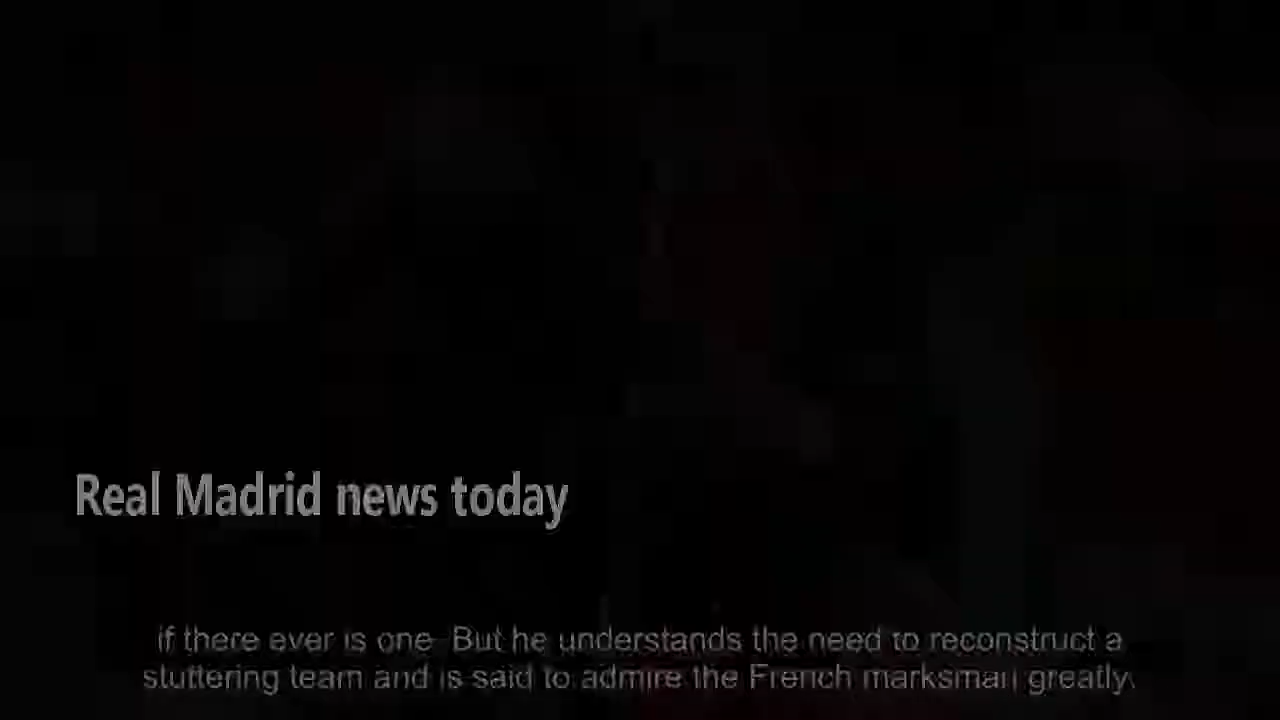 Real Madrid news today
if there ever is one. But he understands the need to reconstruct a
stuttering team and is said to admire the French marksman greatly.